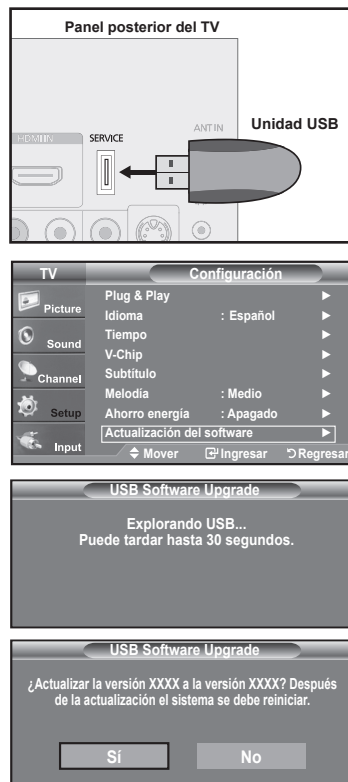 Panel posterior del TV
HDMI IN
SERVICE
ANT IN
Unidad USB
TV
Configuración
Picture
Sound
Channel
Setup
Input
Plug & Play
Idioma : Español
Tiempo
V-Chip
Subtítulo
Melodía : Medio
Ahorro energía : Apagado
Actualización del software
Mover Ingresar Regresar
USB Software Upgrade
Explorando USB...
Puede tardar hasta 30 segundos.
USB Software Upgrade
¿Actualizar la versión XXXX a la versión XXXX? Después
de la actualización el sistema se debe reiniciar.
Sí No